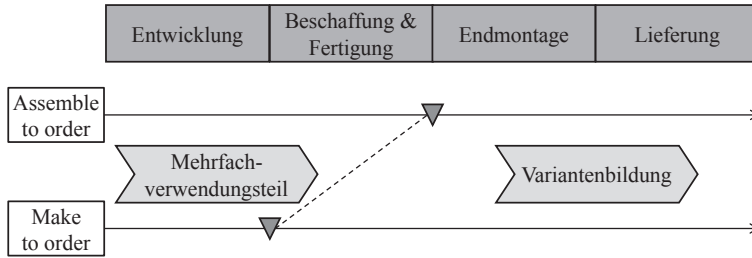 Entwicklung
Beschaffung &
Fertigung
Endmontage
Lieferung
Assemble
to order
Mehrfach-
verwendungsteil
Variantenbildung
Make
to order